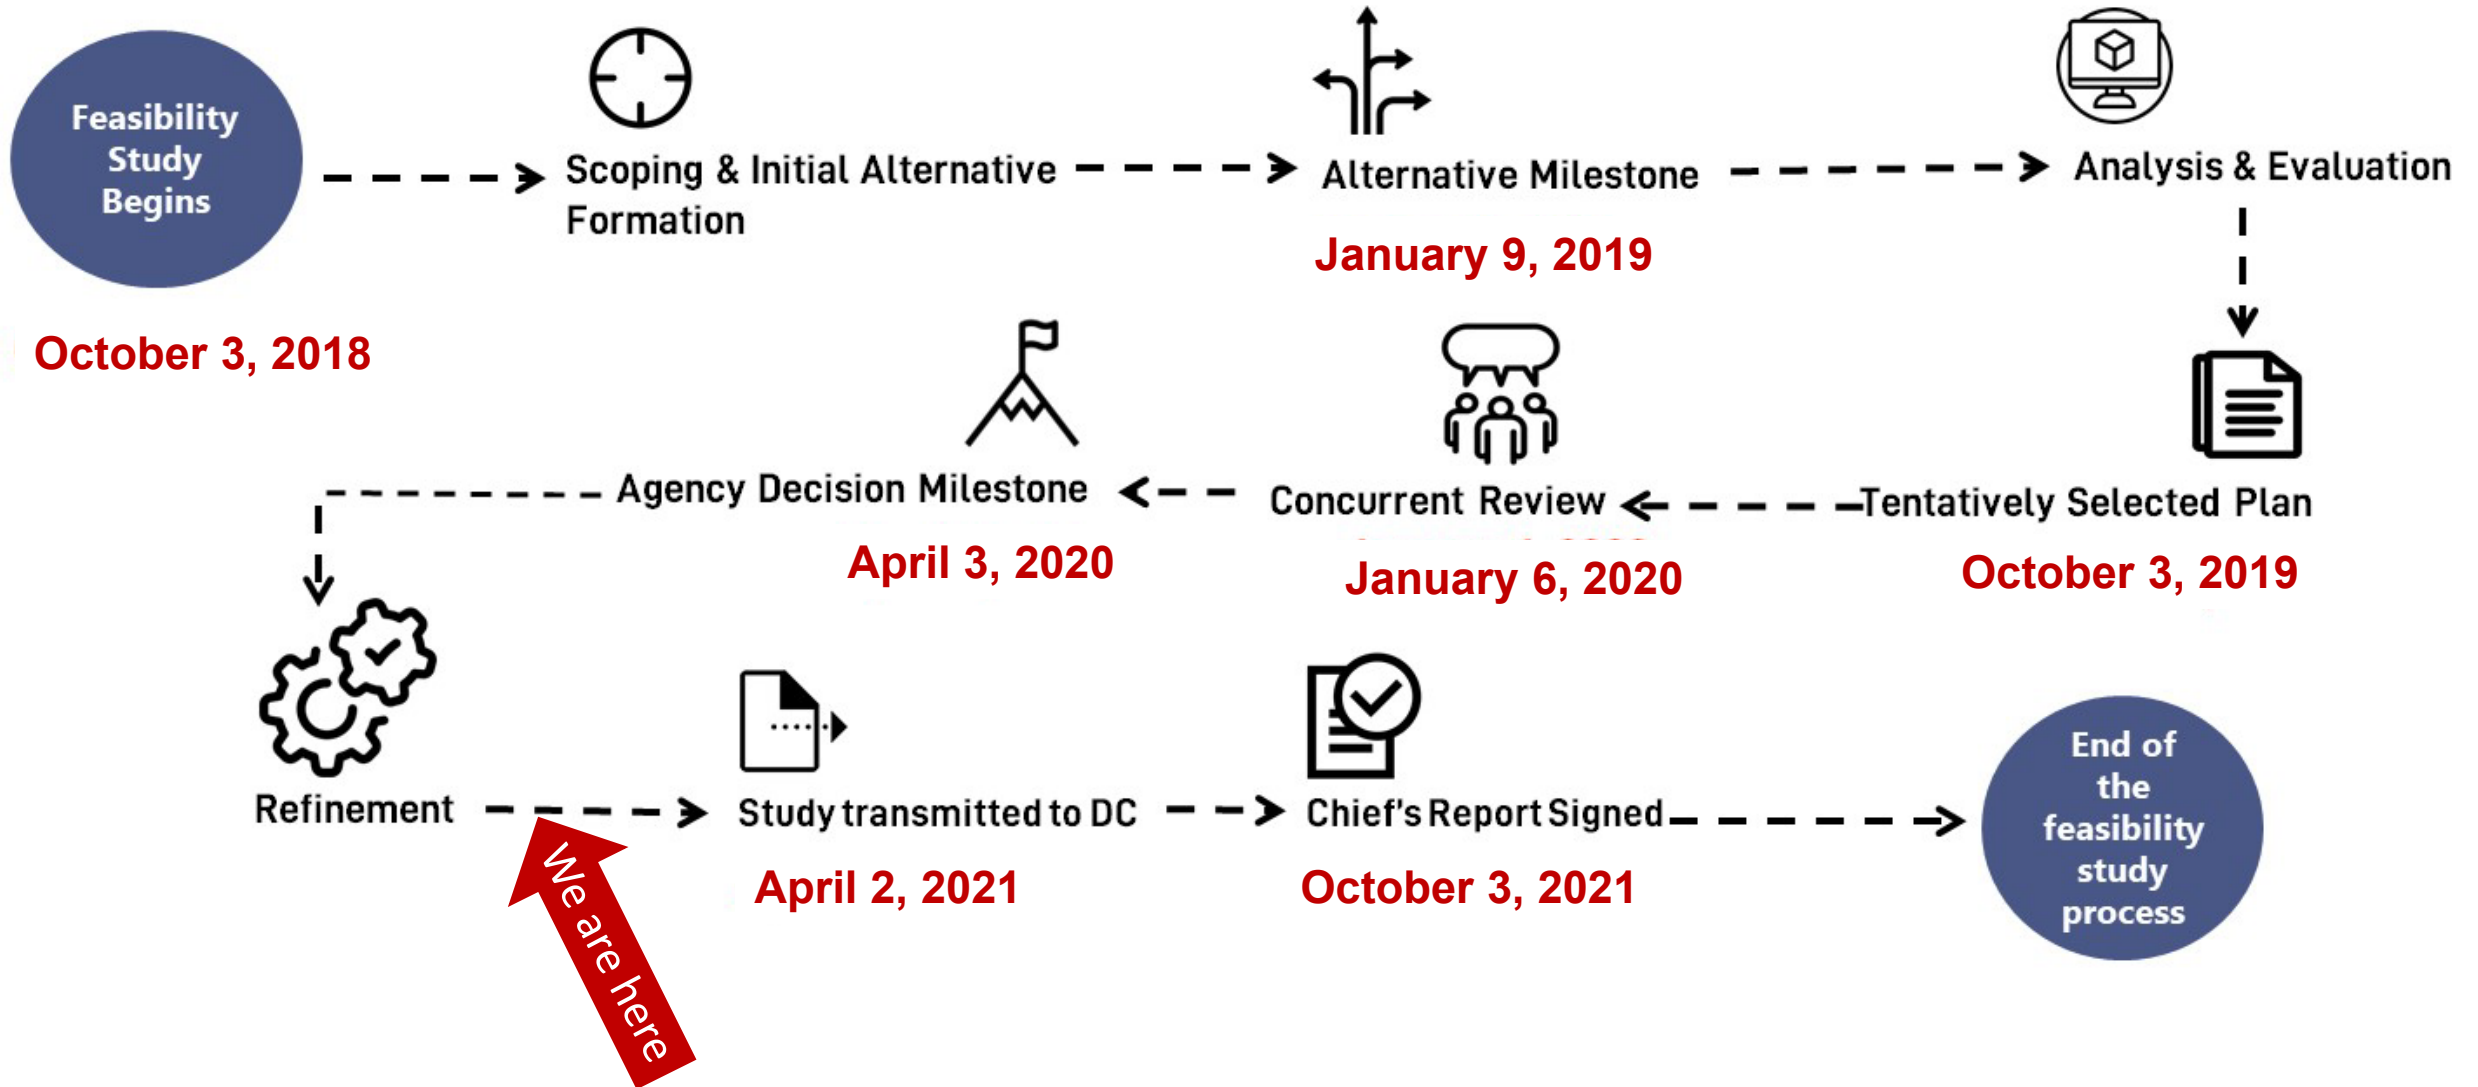 Feasibility
Study
Begins
October 3, 2018
Scoping & Initial Alternative
Formation
Alternative Milestone
January 9, 2019
Analysis & Evaluation
Tentatively Selected Plan
October 3, 2019
Concurrent Review
January 6, 2020
Agency Decision Milestone
April 3, 2020
Refinement
We are here
Study transmitted to DC
April 2, 2021
Chief's Report Signed
October 3, 2021
End of
the
feasibility
study
process